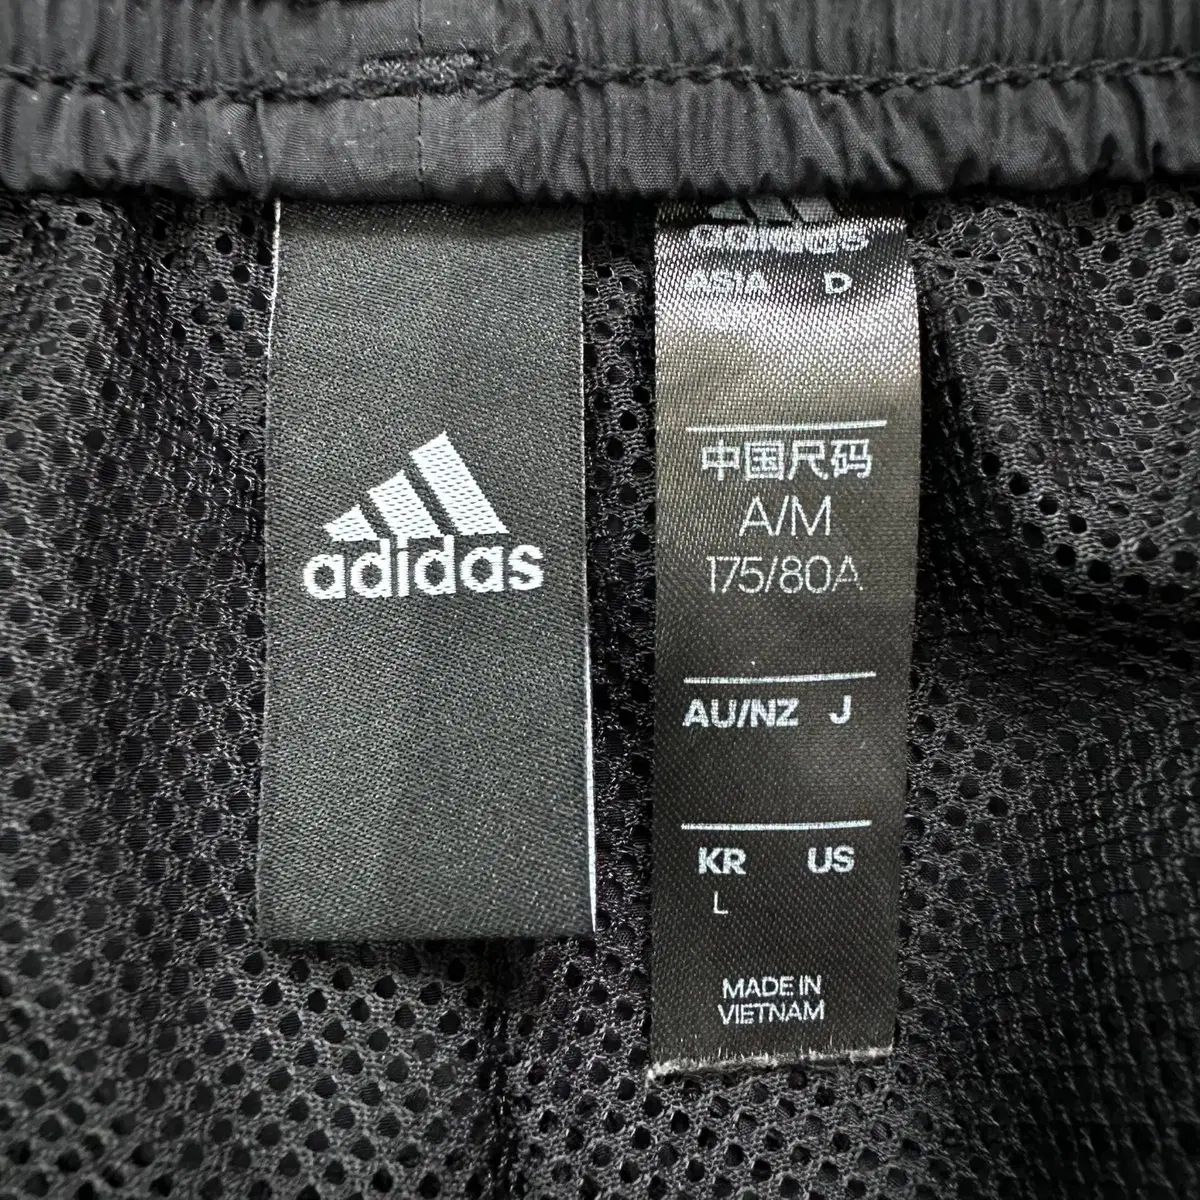 adidas
adidas
ASIA D
中国尺码
A/M
175/80A
AU/NZ J
KR US
L
MADE IN
VIETNAM